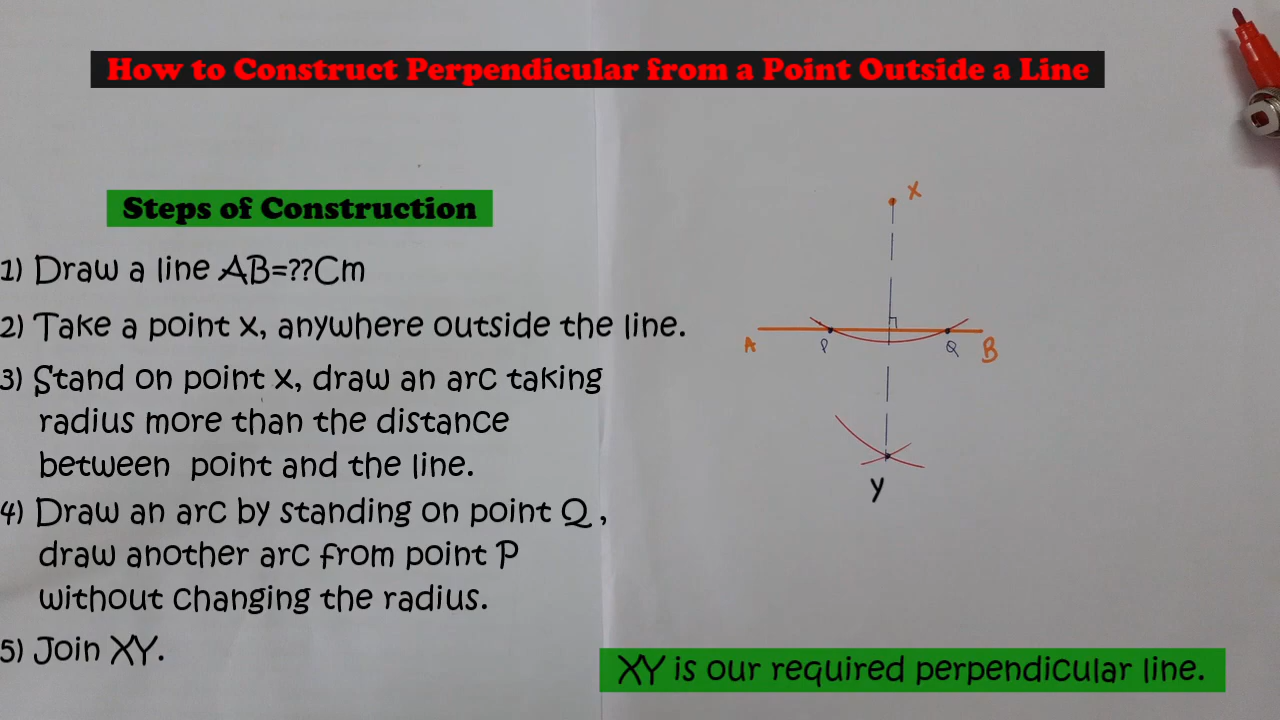 How to Construct Perpendicular from a Point Outside a Line
Steps of Construction
1) Draw a line AB=??Cm
2) Take a point x, anywhere outside the line.
3) Stand on point x, draw an arc taking
radius more than the distance
between point and the line.
4) Draw an arc by standing on point Q ,
draw another arc from point P
without changing the radius.
5) Join XY.
X
A
P
Q
B
Y
XY is our required perpendicular line.